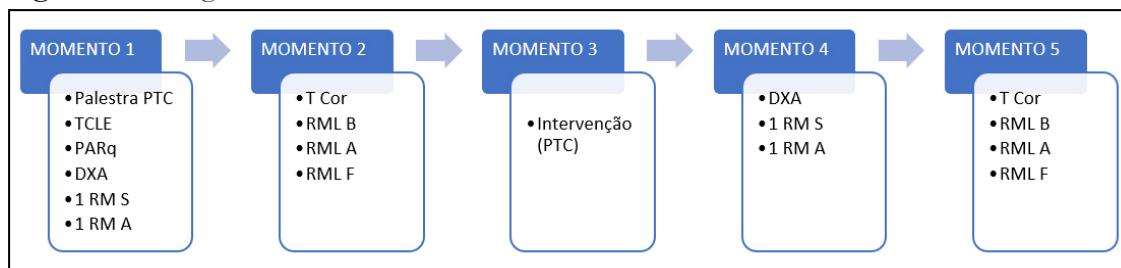 MOMENTO 1
•Palestra PTC
•TCLE
•PARq
•DXA
•1 RM S
•1 RM A
MOMENTO 2
•T Cor
•RML B
•RML A
•RML F
MOMENTO 3
•Intervenção
(PTC)
MOMENTO 4
•DXA
•1 RM S
•1 RM A
MOMENTO 5
•T Cor
•RML B
•RML A
•RML F